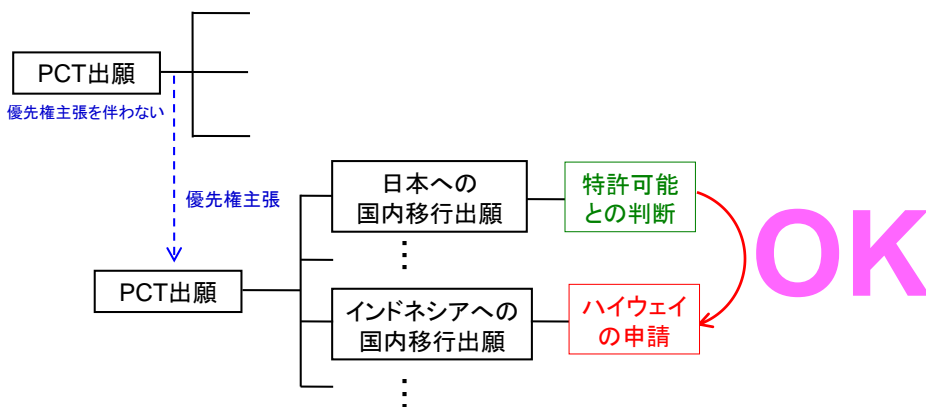 PCT出願
優先権主張を伴わない
優先権主張
日本への
国内移行出願
特許可能
との判断
OK
PCT出願
インドネシアへの
国内移行出願
ハイウェイ
の申請